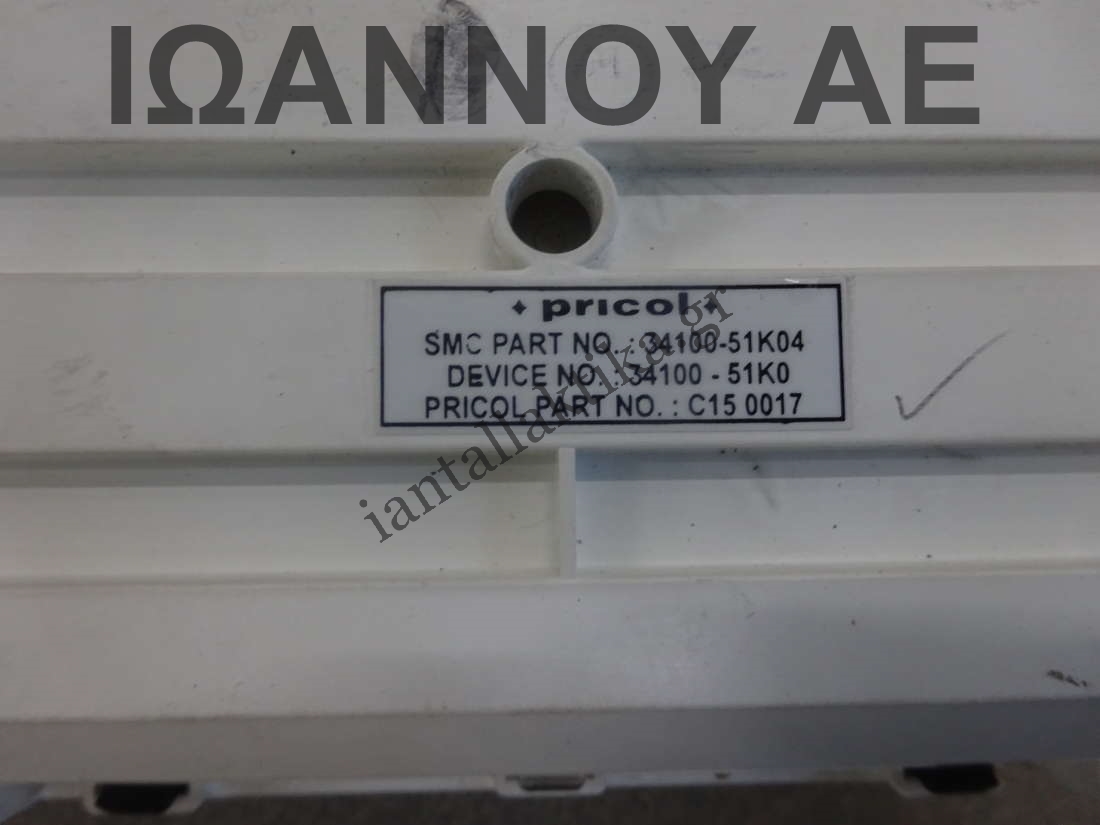 ΙΩΑΝΝΟΥ ΑΕ
pricol
SMC PART NO. : 34100-51K04
DEVICE NO. : 34100 - 51K0
PRICOL PART NO. : C15 0017
iantallaktika.gr